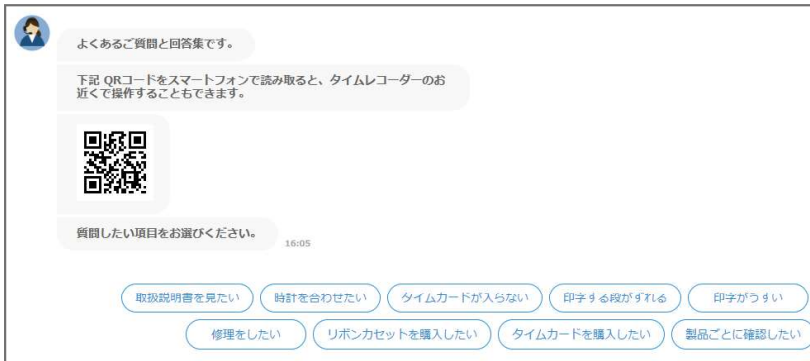 よくあるご質問と回答集です。
下記 QRコードをスマートフォンで読み取ると、タイムレコーダーのお
近くで操作することもできます。
質問したい項目をお選びください。
16:05
取扱説明書を見たい
時計を合わせたい
タイムカードが入らない
印字する段がずれる
印字がうすい
修理をしたい
リボンカセットを購入したい
タイムカードを購入したい
製品ごとに確認したい